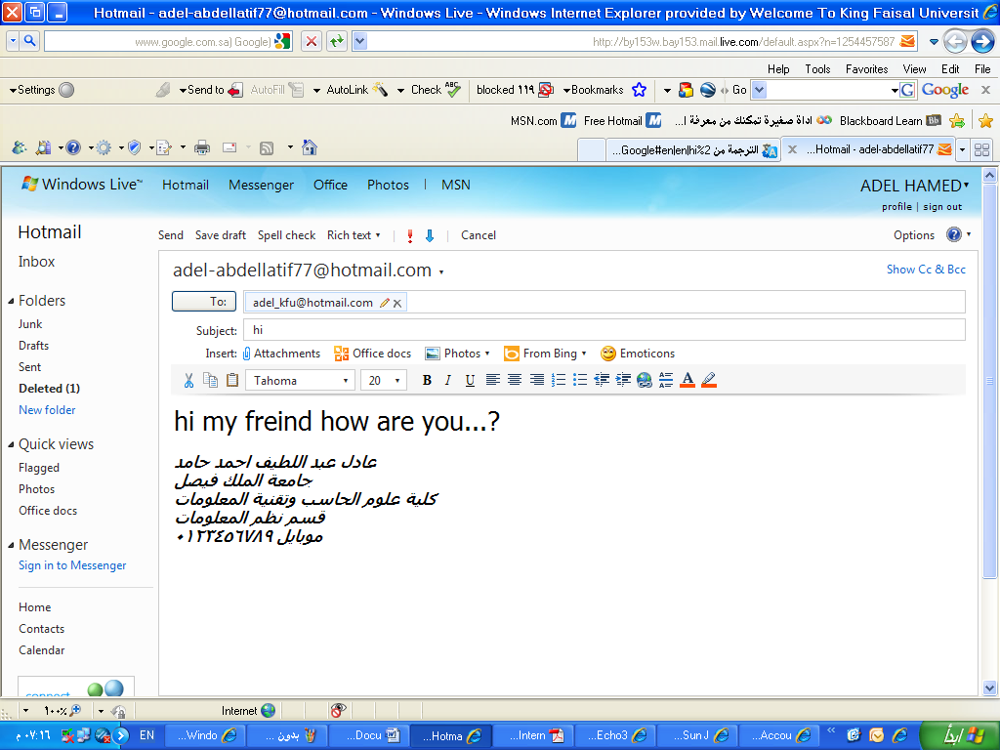 Hotmail - adel-abdellatif77@hotmail.com - Windows Live - Windows Internet Explorer provided by Welcome To King Faisal Universit
www.google.com.sa) Google)
http://by153w.bay153.mail.live.com/default.aspx?n=1254457587
Help Tools Favorites View Edit File
Settings Send to AutoFill AutoLink Check ABC blocked ١١٩ Bookmarks Go G Google
MSN.com Free Hotmail ...اداة صغيرة تمكنك من معرفة ا Blackboard Learn Bb
...Google#en|en|hi%2 الترجمة من ...Hotmail - adel-abdellatif77
Windows Live™ Hotmail Messenger Office Photos | MSN ADEL HAMED
profile | sign out
Hotmail
Send Save draft Spell check Rich text Cancel Options
Inbox
adel-abdellatif77@hotmail.com Show Cc & Bcc
To: adel_kfu@hotmail.com
Subject: hi
Insert: Attachments Office docs Photos From Bing Emoticons
Tahoma 20 B I U A
Folders
Junk
Drafts
Sent
Deleted (1)
New folder
Quick views
Flagged
Photos
Office docs
Messenger
Sign in to Messenger
Home
Contacts
Calendar
connect
hi my freind how are you...?
عادل عبد اللطيف احمد حامد
جامعة الملك فيصل
كلية علوم الحاسب وتقنية المعلومات
قسم نظم المعلومات
موبايل ٠١٢٣٤٥٦٧٨٩
١٠٠٪ Internet
٠٧:١٦ م EN ...Windo ... بدون ...Docu ...Hotma ...Intern ...Echo3 ...Sun J ...Accou ابدأ